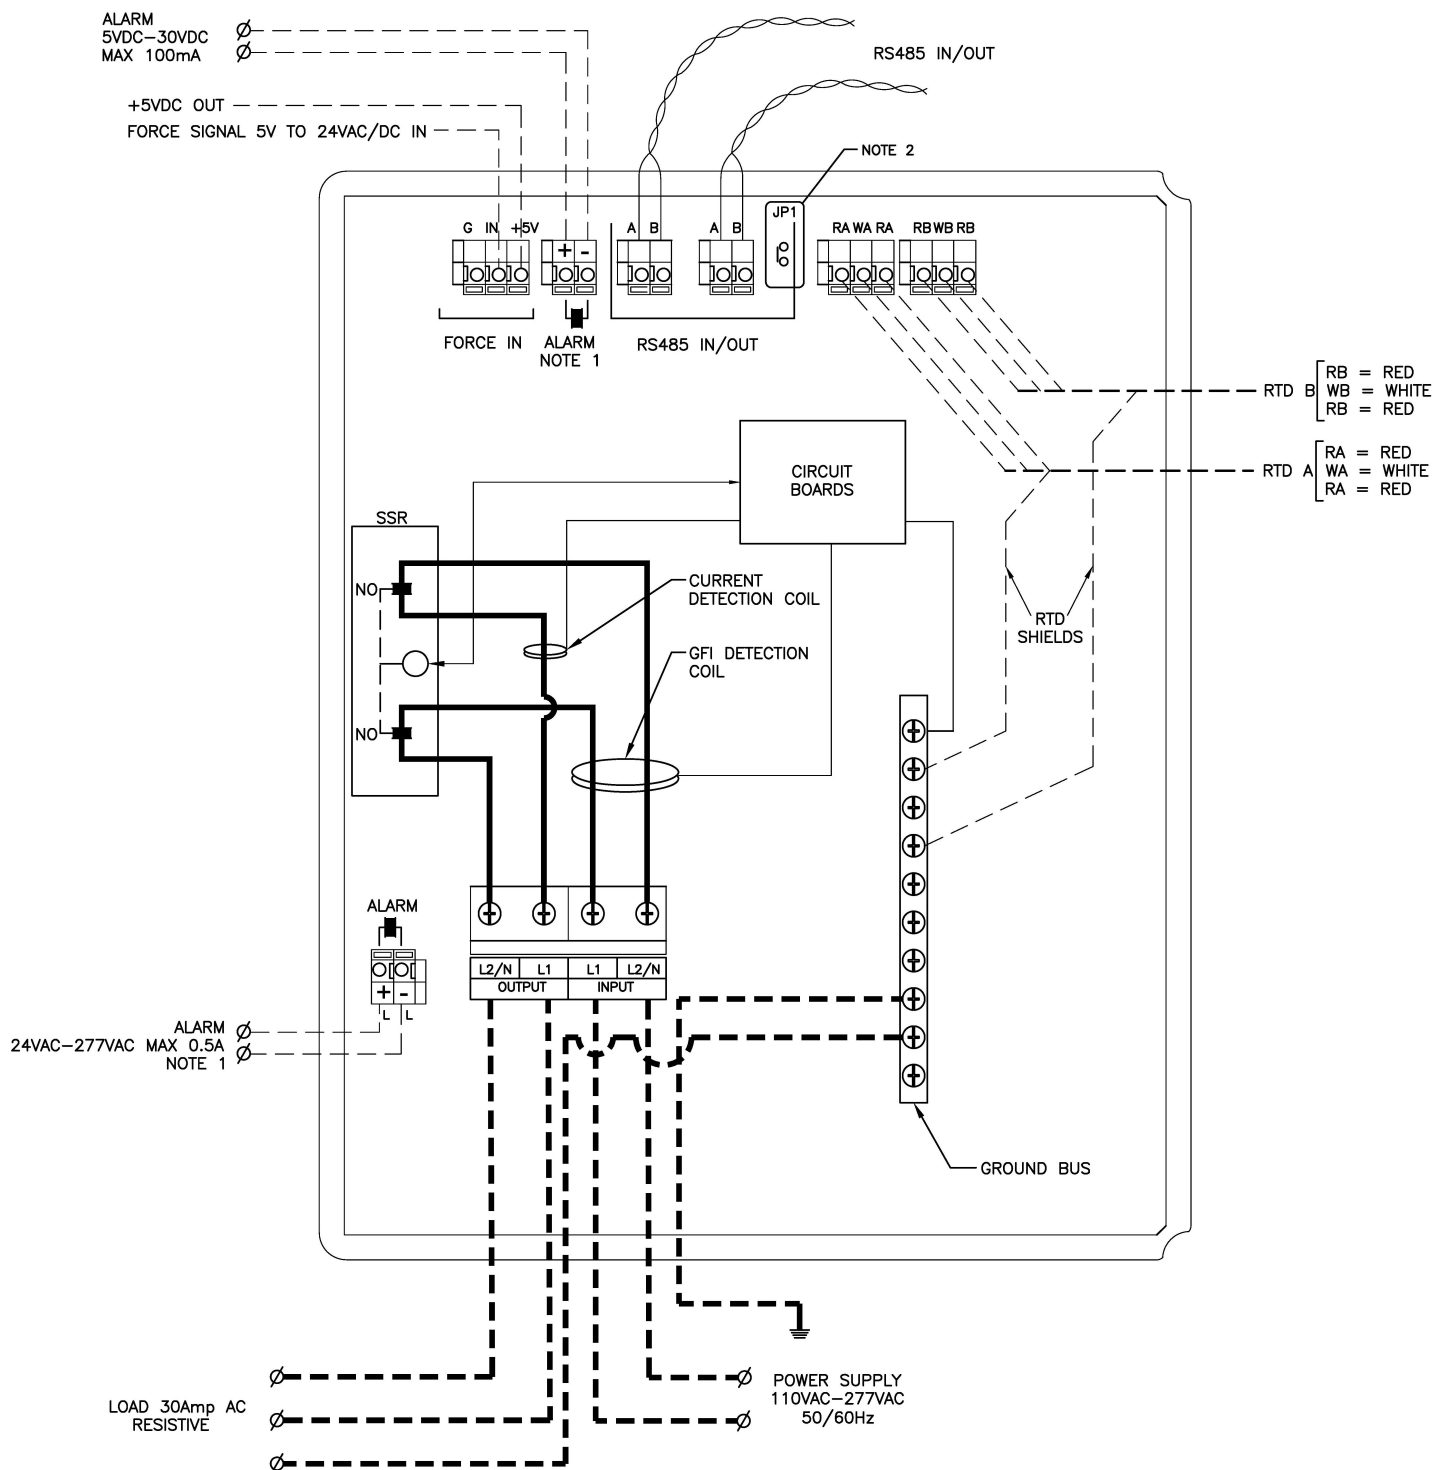 ALARM
5VDC-30VDC
MAX 100mA
RS485 IN/OUT
+5VDC OUT
FORCE SIGNAL 5V TO 24VAC/DC IN
NOTE 2
JP1
G IN +5V
A B
A B
RA WA RA
RB WB RB
+ -
FORCE IN
ALARM
NOTE 1
RS485 IN/OUT
RTD B
RB = RED
WB = WHITE
RB = RED
RTD A
RA = RED
WA = WHITE
RA = RED
CIRCUIT
BOARDS
SSR
NO
CURRENT
DETECTION COIL
RTD
SHIELDS
GFI DETECTION
COIL
NO
ALARM
L2/N L1 L1 L2/N
OUTPUT INPUT
+ -
L L
ALARM
24VAC-277VAC MAX 0.5A
NOTE 1
GROUND BUS
LOAD 30Amp AC
RESISTIVE
POWER SUPPLY
110VAC-277VAC
50/60Hz